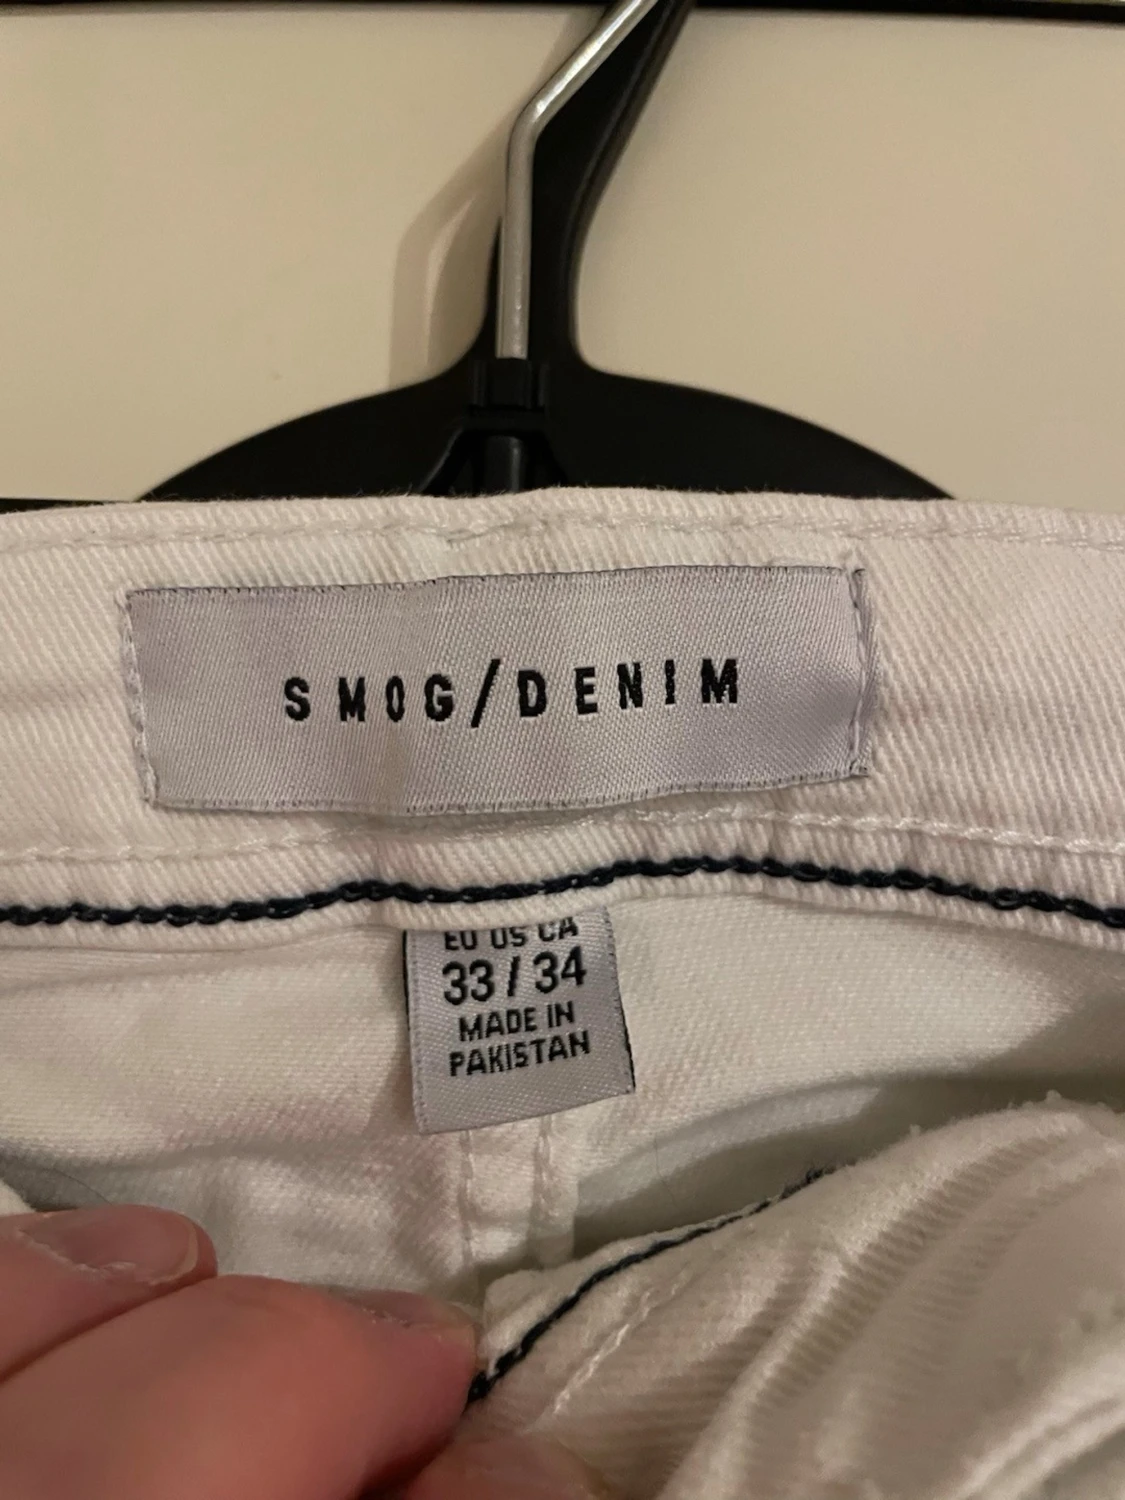 SMOG/DENIM
EU US CA
33/34
MADE IN
PAKISTAN